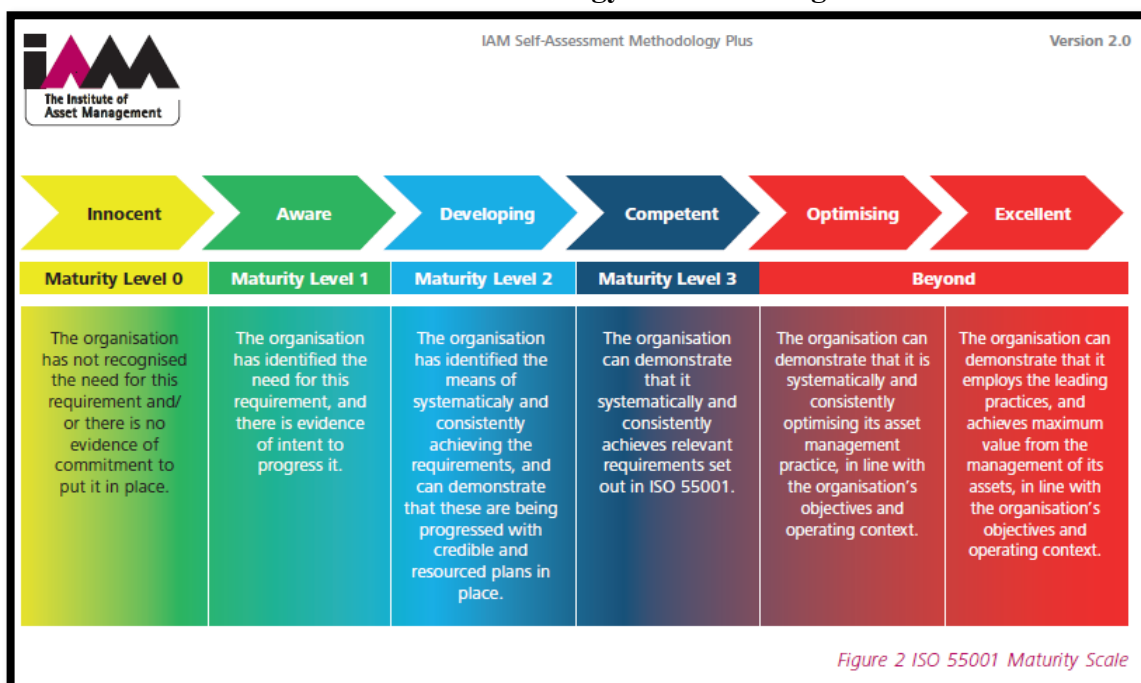 iAM
The Institute of
Asset Management
IAM Self-Assessment Methodology Plus
Version 2.0
Innocent
Aware
Developing
Competent
Optimising
Excellent
Maturity Level 0
Maturity Level 1
Maturity Level 2
Maturity Level 3
Beyond
The organisation
has not recognised
the need for this
requirement and/
or there is no
evidence of
commitment to
put it in place.
The organisation
has identified the
need for this
requirement, and
there is evidence
of intent to
progress it.
The organisation
has identified the
means of
systematicaly and
consistently
achieving the
requirements, and
can demonstrate
that these are being
progressed with
credible and
resourced plans in
place.
The organisation
can demonstrate
that it
systematically and
consistently
achieves relevant
requirements set
out in ISO 55001.
The organisation can
demonstrate that it is
systematically and
consistently
optimising its asset
management
practice, in line with
the organisation's
objectives and
operating context.
The organisation can
demonstrate that it
employs the leading
practices, and
achieves maximum
value from the
management of its
assets, in line with
the organisation's
objectives and
operating context.
Figure 2 ISO 55001 Maturity Scale